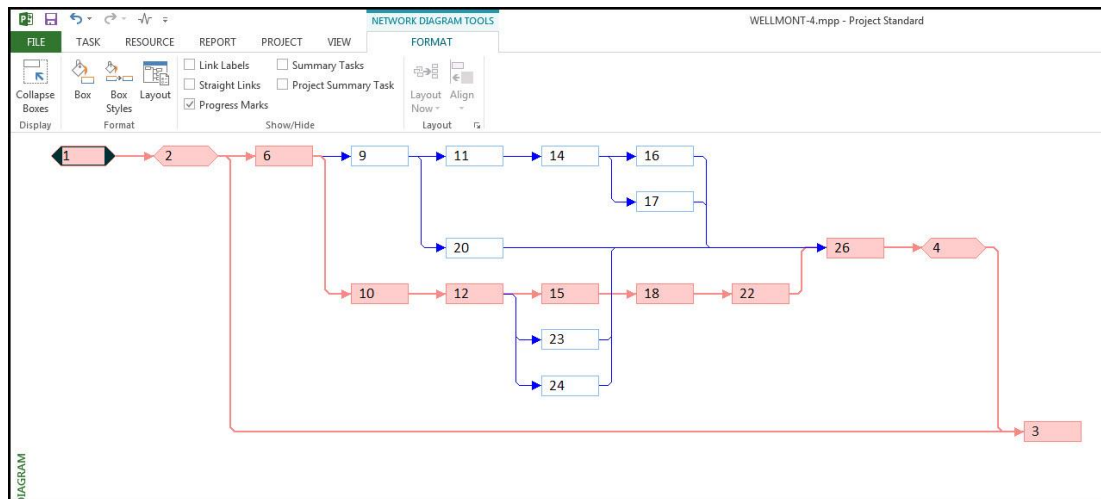 NETWORK DIAGRAM TOOLS
WELLMONT-4.mpp - Project Standard
FILE TASK RESOURCE REPORT PROJECT VIEW FORMAT
Collapse Boxes
Box
Box Styles
Layout
Link Labels
Straight Links
Progress Marks
Summary Tasks
Project Summary Task
Layout Now
Align
Display Format Show/Hide Layout
1 2 6 9 11 14 16
17
20 26 4
10 12 15 18 22
23
24
3
DIAGRAM